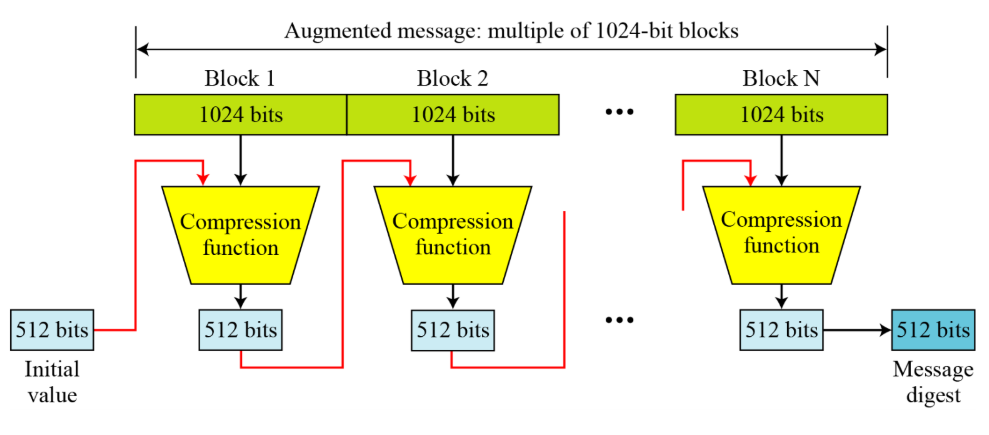 Augmented message: multiple of 1024-bit blocks
Block 1
Block 2
Block N
1024 bits
1024 bits
•••
1024 bits
Compression
function
Compression
function
Compression
function
512 bits
512 bits
512 bits
•••
512 bits
512 bits
Initial
value
Message
digest